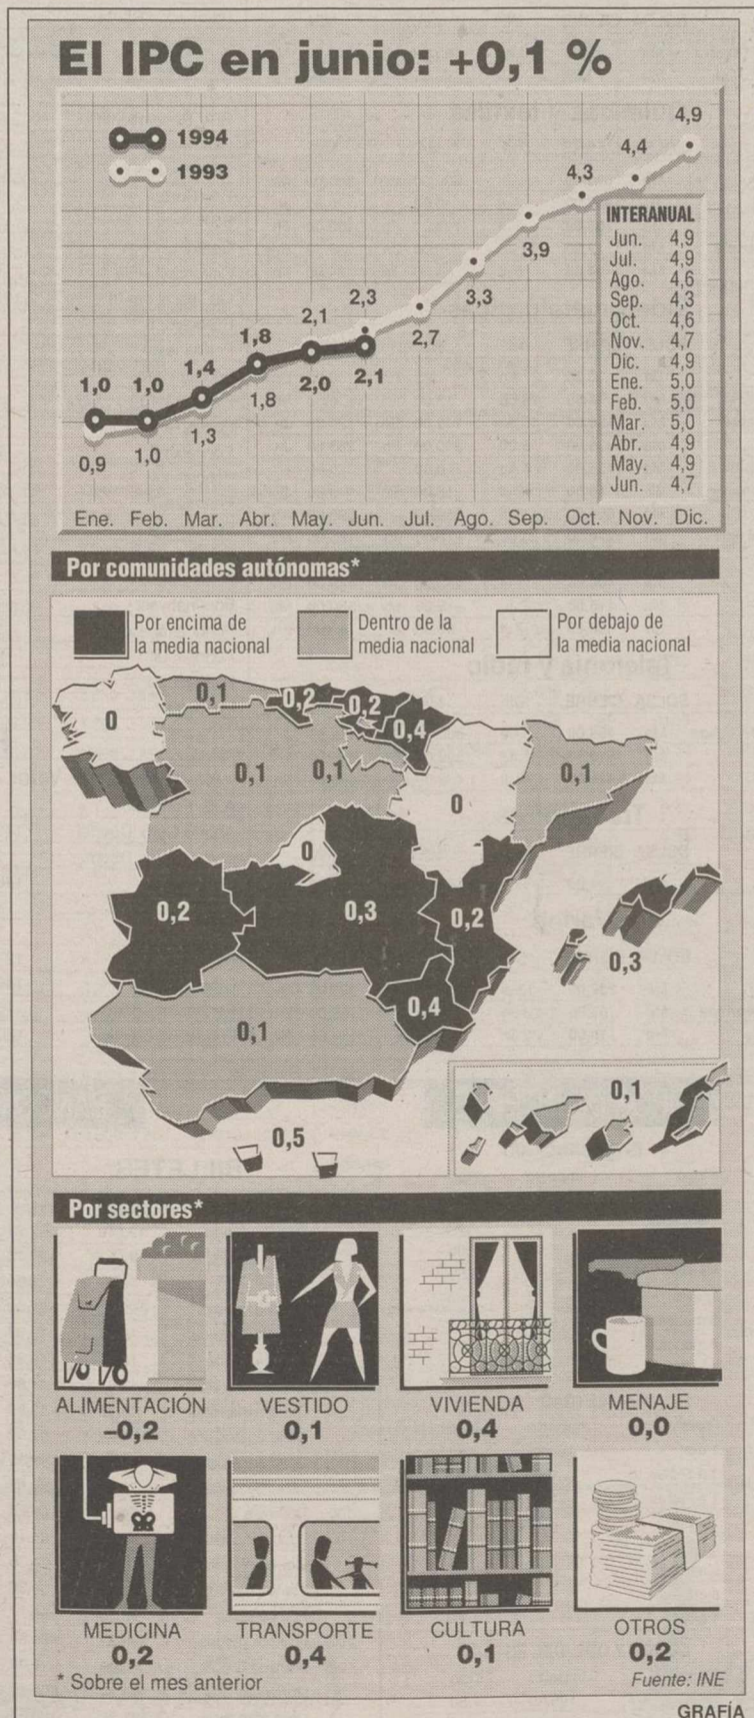 El IPC en junio: +0,1 %
1994
1993
4,9
4,4
4,3
3,9
3,3
2,7
2,3
2,1
1,8
1,4
1,0 1,0
2,1
2,0
1,8
1,3
1,0
0,9
INTERANUAL
Jun. 4,9
Jul. 4,9
Ago. 4,6
Sep. 4,3
Oct. 4,6
Nov. 4,7
Dic. 4,9
Ene. 5,0
Feb. 5,0
Mar. 5,0
Abr. 4,9
May. 4,9
Jun. 4,7
Ene. Feb. Mar. Abr. May. Jun. Jul. Ago. Sep. Oct. Nov. Dic.
Por comunidades autónomas*
Por encima de
la media nacional
Dentro de la
media nacional
Por debajo de
la media nacional
0 0,1 0,2 0,2 0,4
0,1 0,1 0 0,1
0
0,2 0,3 0,2 0,3
0,4
0,1
0,1
0,5
Por sectores*
ALIMENTACIÓN
–0,2
VESTIDO
0,1
VIVIENDA
0,4
MENAJE
0,0
MEDICINA
0,2
TRANSPORTE
0,4
CULTURA
0,1
OTROS
0,2
* Sobre el mes anterior
Fuente: INE
GRAFÍA